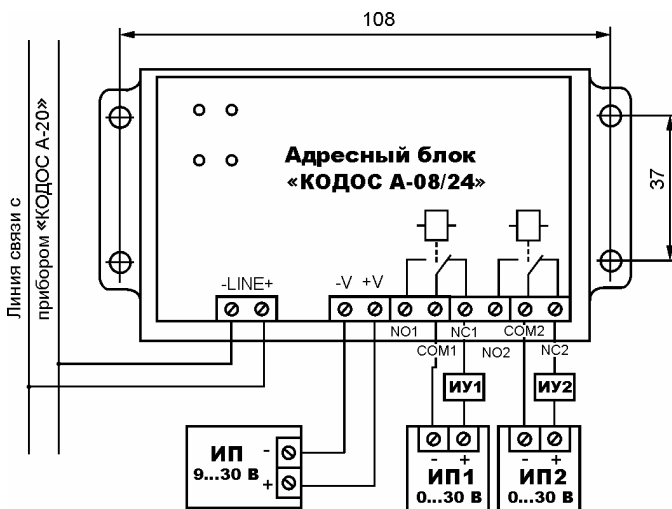 108
Линия связи с
прибором «КОДОС А-20»
Адресный блок
«КОДОС А-08/24»
37
-LINE+
-V +V
NO1
COM1
NC1
NO2
COM2
NC2
ИУ1
ИУ2
ИП
9...30 В
-
+
- +
ИП1
0...30 В
- +
ИП2
0...30 В